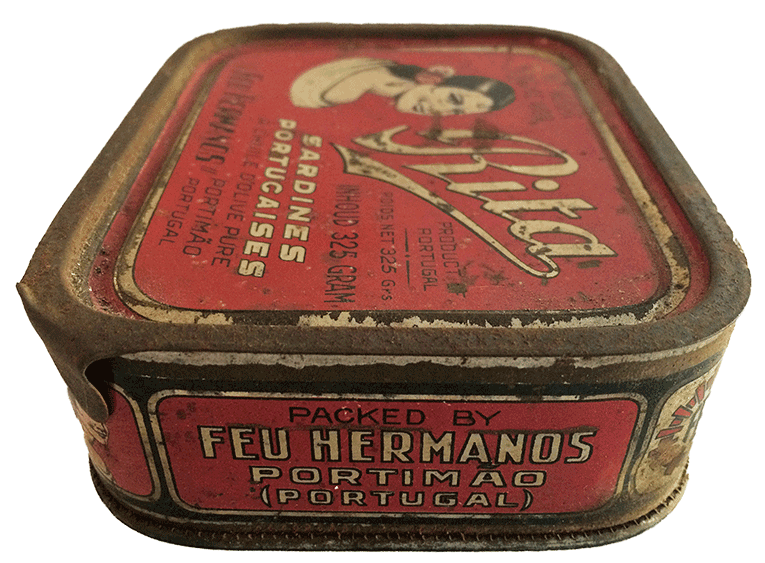 Rita
SARDINES
PORTUGAISES
À L'HUILE D'OLIVE PURE
FEU HERMANOS // PORTIMÃO
PORTUGAL
PRODUCT
PORTUGAL
POIDS NET 325 Grs
INHOUD 325 GRAM
PACKED BY
FEU HERMANOS
PORTIMÃO
(PORTUGAL)